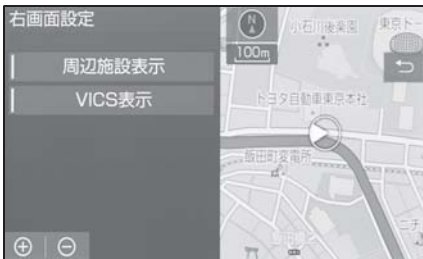 右画面設定
周辺施設表示
VICS表示
N
100m
小石川後楽園
東京ドー
トヨタ自動車東京本社
飯田町変電所